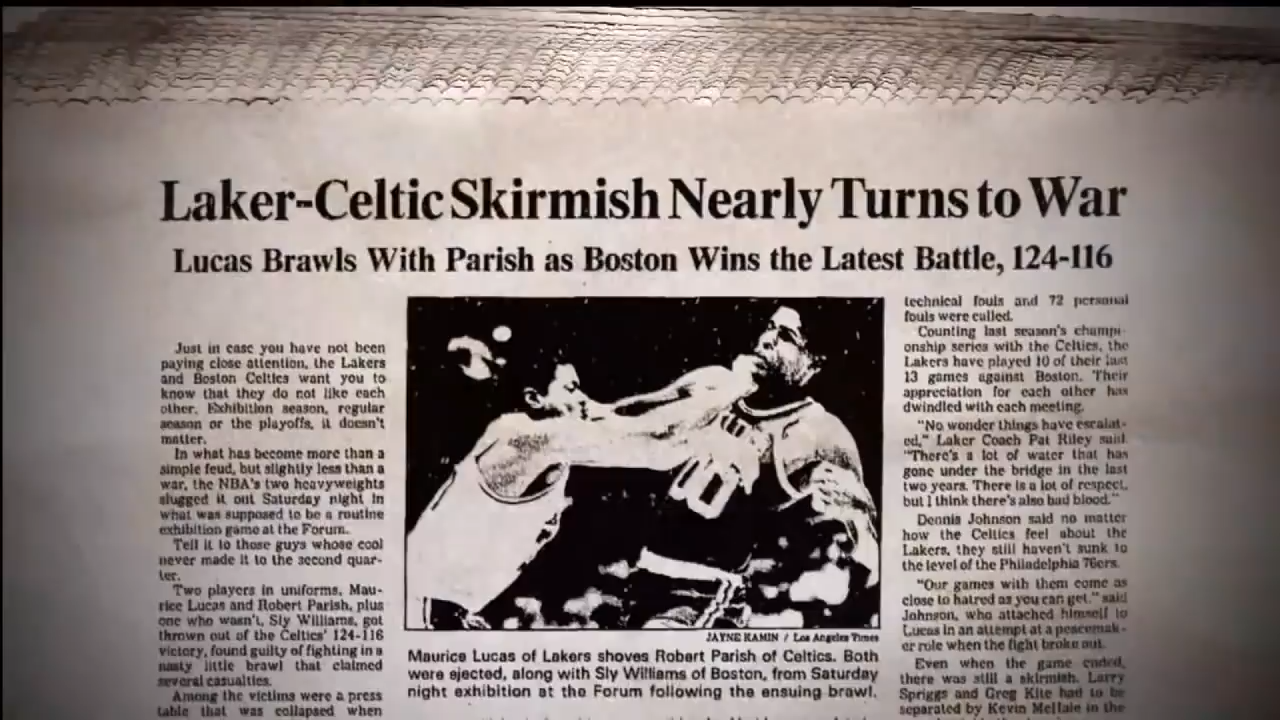 Laker-Celtic Skirmish Nearly Turns to War
Lucas Brawls With Parish as Boston Wins the Latest Battle, 124-116
Just in case you have not been
paying close attention, the Lakers
and Boston Celtics want you to
know that they do not like each
other. Exhibition season, regular
season or the playoffs, it doesn't
matter.
In what has become more than a
simple feud, but slightly less than a
war, the NBA's two heavyweights
slugged it out Saturday night in
what was supposed to be a routine
exhibition game at the Forum.
Tell it to those guys whose cool
never made it to the second quar-
ter.
Two players in uniforms, Mau-
rice Lucas and Robert Parish, plus
one who wasn't, Sly Williams, got
thrown out of the Celtics' 124-116
victory, found guilty of fighting in a
nasty little brawl that claimed
several casualties.
Among the victims were a press
table that was collapsed when
00
JAYNE KAMIN / Los Angeles Times
Maurice Lucas of Lakers shoves Robert Parish of Celtics. Both
were ejected, along with Sly Williams of Boston, from Saturday
night exhibition at the Forum following the ensuing brawl.
technical fouls and 72 personal
fouls were called.
Counting last season's champi-
onship series with the Celtics, the
Lakers have played 10 of their last
13 games against Boston. Their
appreciation for each other has
dwindled with each meeting.
"No wonder things have escalat-
ed," Laker Coach Pat Riley said.
"There's a lot of water that has
gone under the bridge in the last
two years. There is a lot of respect,
but I think there's also bad blood."
Dennis Johnson said no matter
how the Celtics feel about the
Lakers, they still haven't sunk to
the level of the Philadelphia 76ers.
"Our games with them come as
close to hatred as you can get," said
Johnson, who attached himself to
Lucas in an attempt at a peacemak-
er role when the fight broke out.
Even when the game ended,
there was still a skirmish. Larry
Spriggs and Greg Kite had to be
separated by Kevin McHale in the